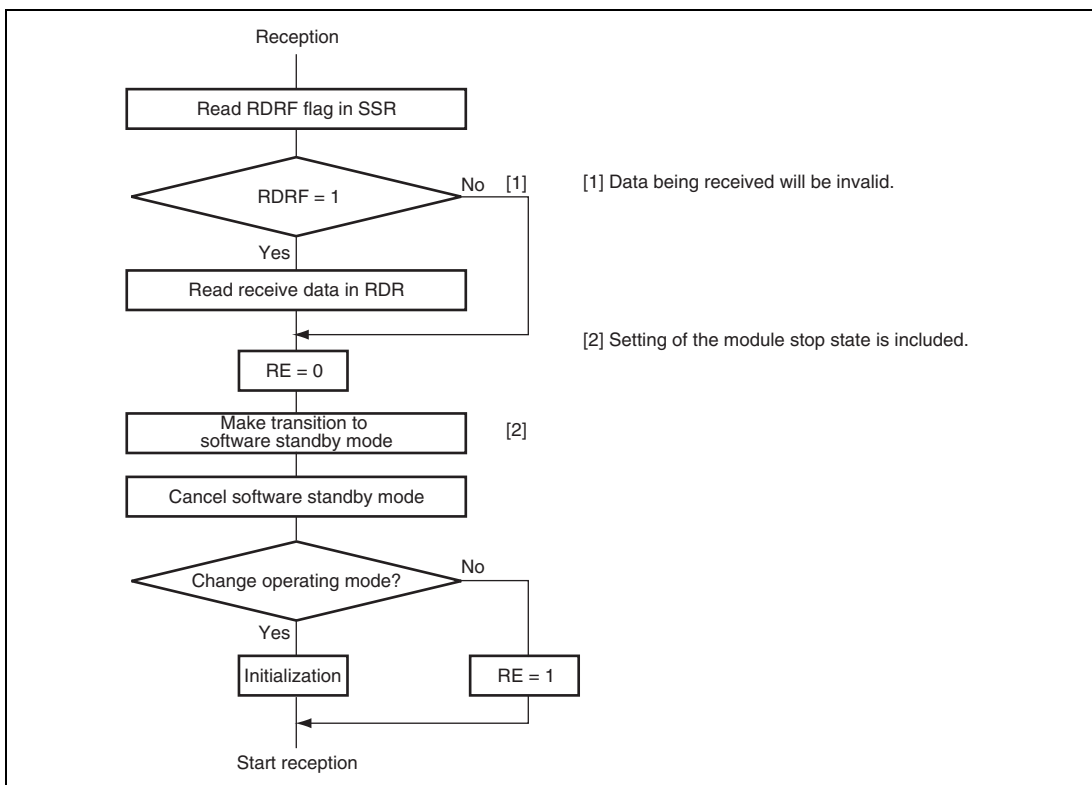 Reception
Read RDRF flag in SSR
RDRF = 1
No [1]
[1] Data being received will be invalid.
Yes
Read receive data in RDR
[2] Setting of the module stop state is included.
RE = 0
Make transition to
software standby mode
[2]
Cancel software standby mode
Change operating mode?
No
Yes
Initialization
RE = 1
Start reception